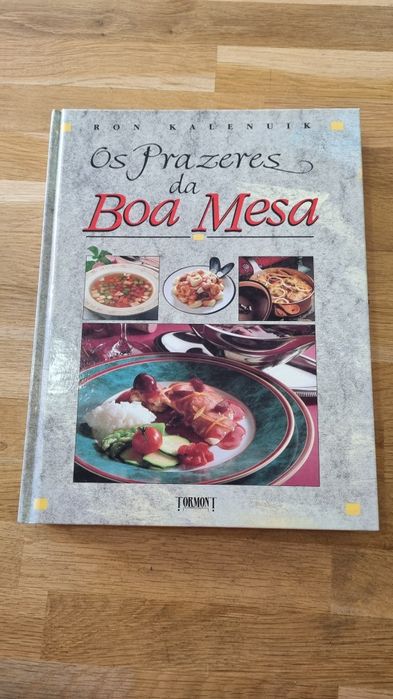 RON KALENUIK
Os Prazeres
da
Boa Mesa
TORMONT